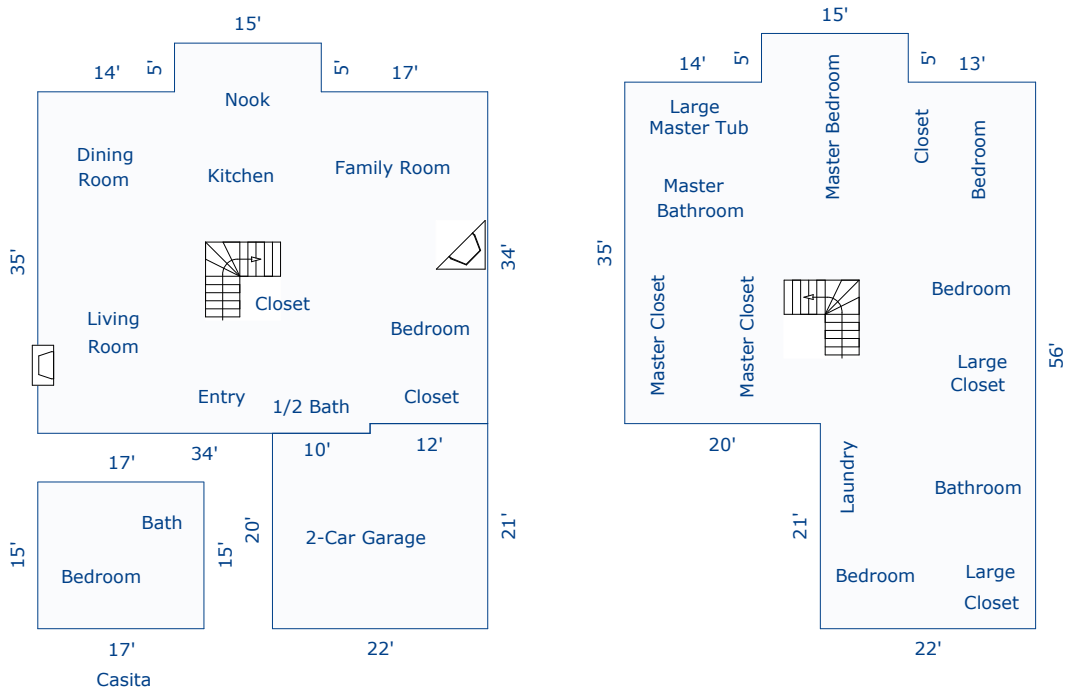 15'
14'
5'
5'
17'
Nook
Dining
Room
Kitchen
Family Room
35'
34'
Closet
Living
Room
Bedroom
Entry
1/2 Bath
Closet
34'
10'
12'
17'
15'
Bath
15'
Bedroom
17'
Casita
20'
2-Car Garage
21'
22'
15'
14'
5'
5'
13'
Large
Master Tub
Master Bedroom
Closet
Bedroom
Master
Bathroom
35'
Master Closet
Master Closet
Bedroom
Large
Closet
56'
20'
Laundry
Bathroom
21'
Bedroom
Large
Closet
22'